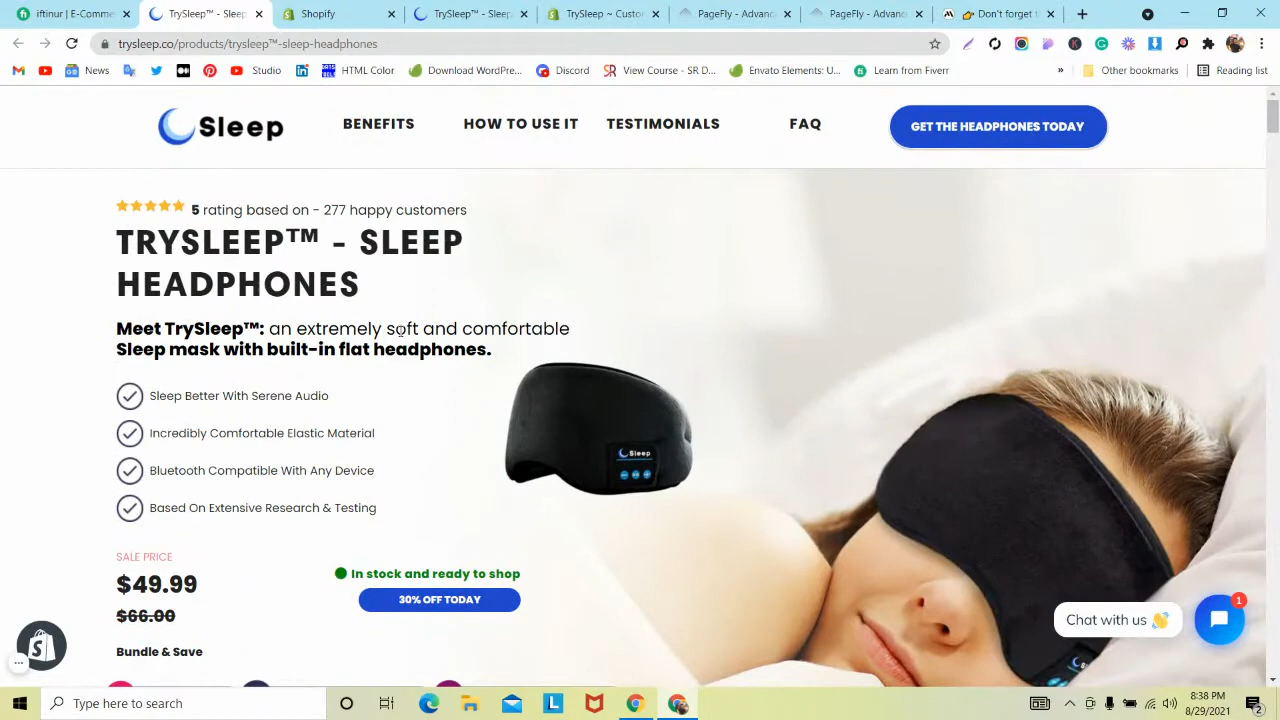 iftinur | E-Commer
TrySleep™ - Sleep
Shopify
TrySleep™ - Sleep
TrySleep ~ Custo
PageFly - Advanc
PageFly - Advanc
Don't forget t
trysleep.co/products/trysleep™-sleep-headphones
News
Studio
HTML Color
Download WordPre...
Discord
View Course - SR D...
Envato Elements: U...
Learn from Fiverr
»
Other bookmarks
Reading list
Sleep
BENEFITS
HOW TO USE IT
TESTIMONIALS
FAQ
GET THE HEADPHONES TODAY
5 rating based on - 277 happy customers
TRYSLEEP™ - SLEEP
HEADPHONES
Meet TrySleep™: an extremely soft and comfortable
Sleep mask with built-in flat headphones.
Sleep Better With Serene Audio
Incredibly Comfortable Elastic Material
Bluetooth Compatible With Any Device
Based On Extensive Research & Testing
Sleep
SALE PRICE
$49.99
$66.00
In stock and ready to shop
30% OFF TODAY
Bundle & Save
Chat with us 👋
1
Type here to search
8:38 PM
8/29/2021
2